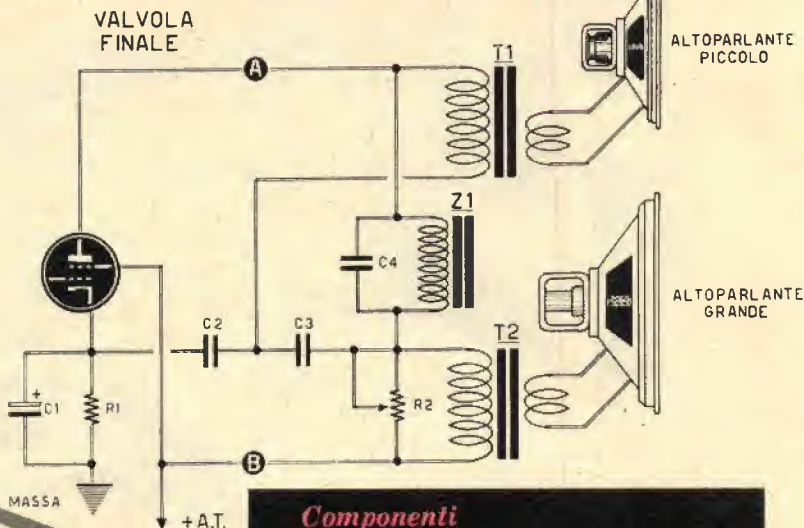 VALVOLA
FINALE
A
T1
ALTOPARLANTE
PICCOLO
Z1
C4
ALTOPARLANTE
GRANDE
C2
C3
T2
C1
+
R1
R2
B
MASSA
+ A.T.
Componenti